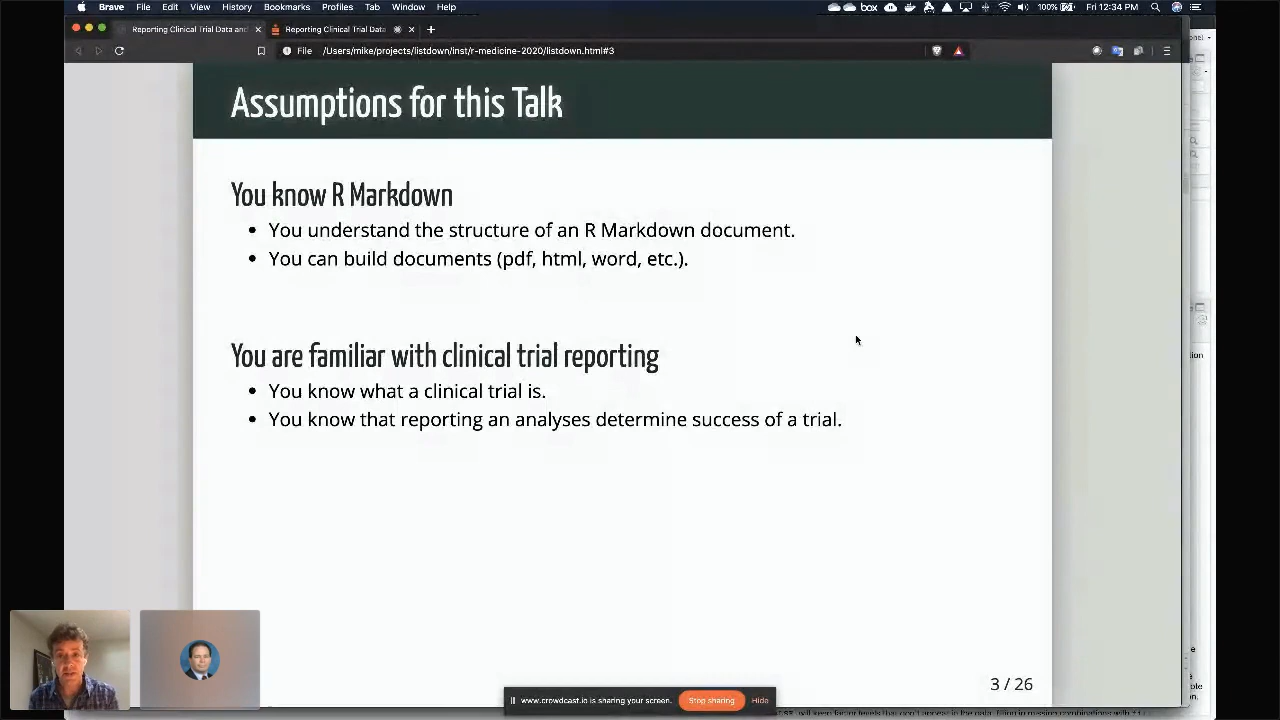 Brave File Edit View History Bookmarks Profiles Tab Window Help box 100% Fri 12:34 PM
Reporting Clinical Trial Data and Reporting Clinical Trial Data
File /Users/mike/projects/listdown/inst/r-medicine-2020/listdown.html#3
Assumptions for this Talk
You know R Markdown
You understand the structure of an R Markdown document.
You can build documents (pdf, html, word, etc.).
You are familiar with clinical trial reporting
You know what a clinical trial is.
You know that reporting an analyses determine success of a trial.
3 / 26
www.crowdcast.io is sharing your screen. Stop sharing Hide